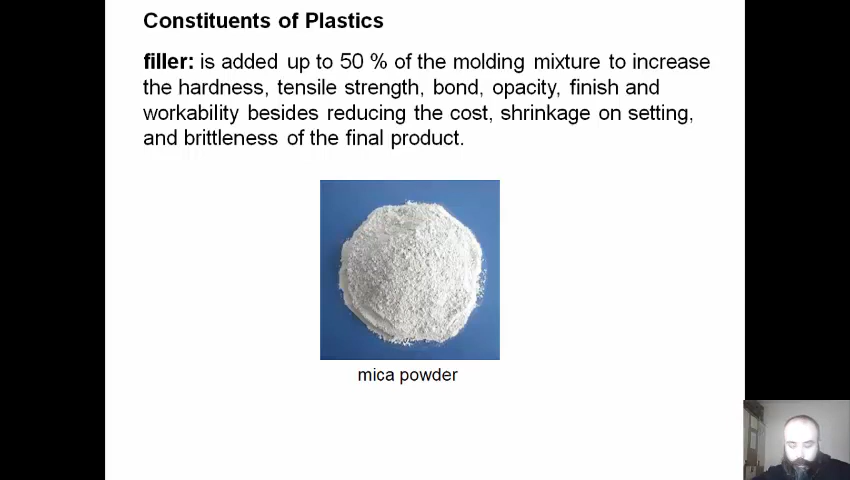 Constituents of Plastics
filler: is added up to 50 % of the molding mixture to increase
the hardness, tensile strength, bond, opacity, finish and
workability besides reducing the cost, shrinkage on setting,
and brittleness of the final product.
mica powder